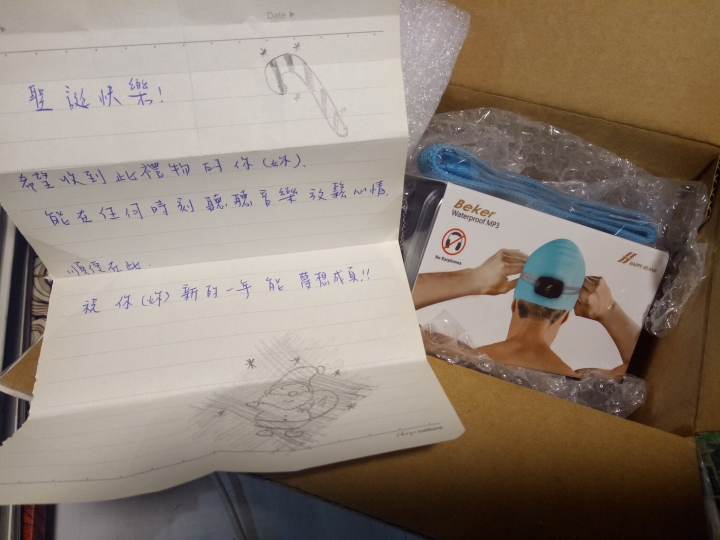 Date ▶
聖誕快樂!
希望收到此禮物的你(妳).
能在任何時刻聽聽音樂放鬆心情.
順便在此.
祝 你(妳) 新的一年 能 夢想成真!!
Beker
Waterproof MP3
No Earphones
HAPPY ISLAND